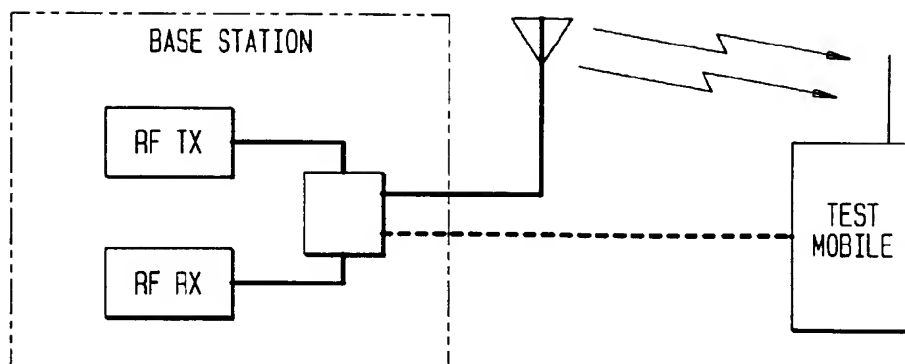 BASE STATION
RF TX
RF RX
TEST
MOBILE